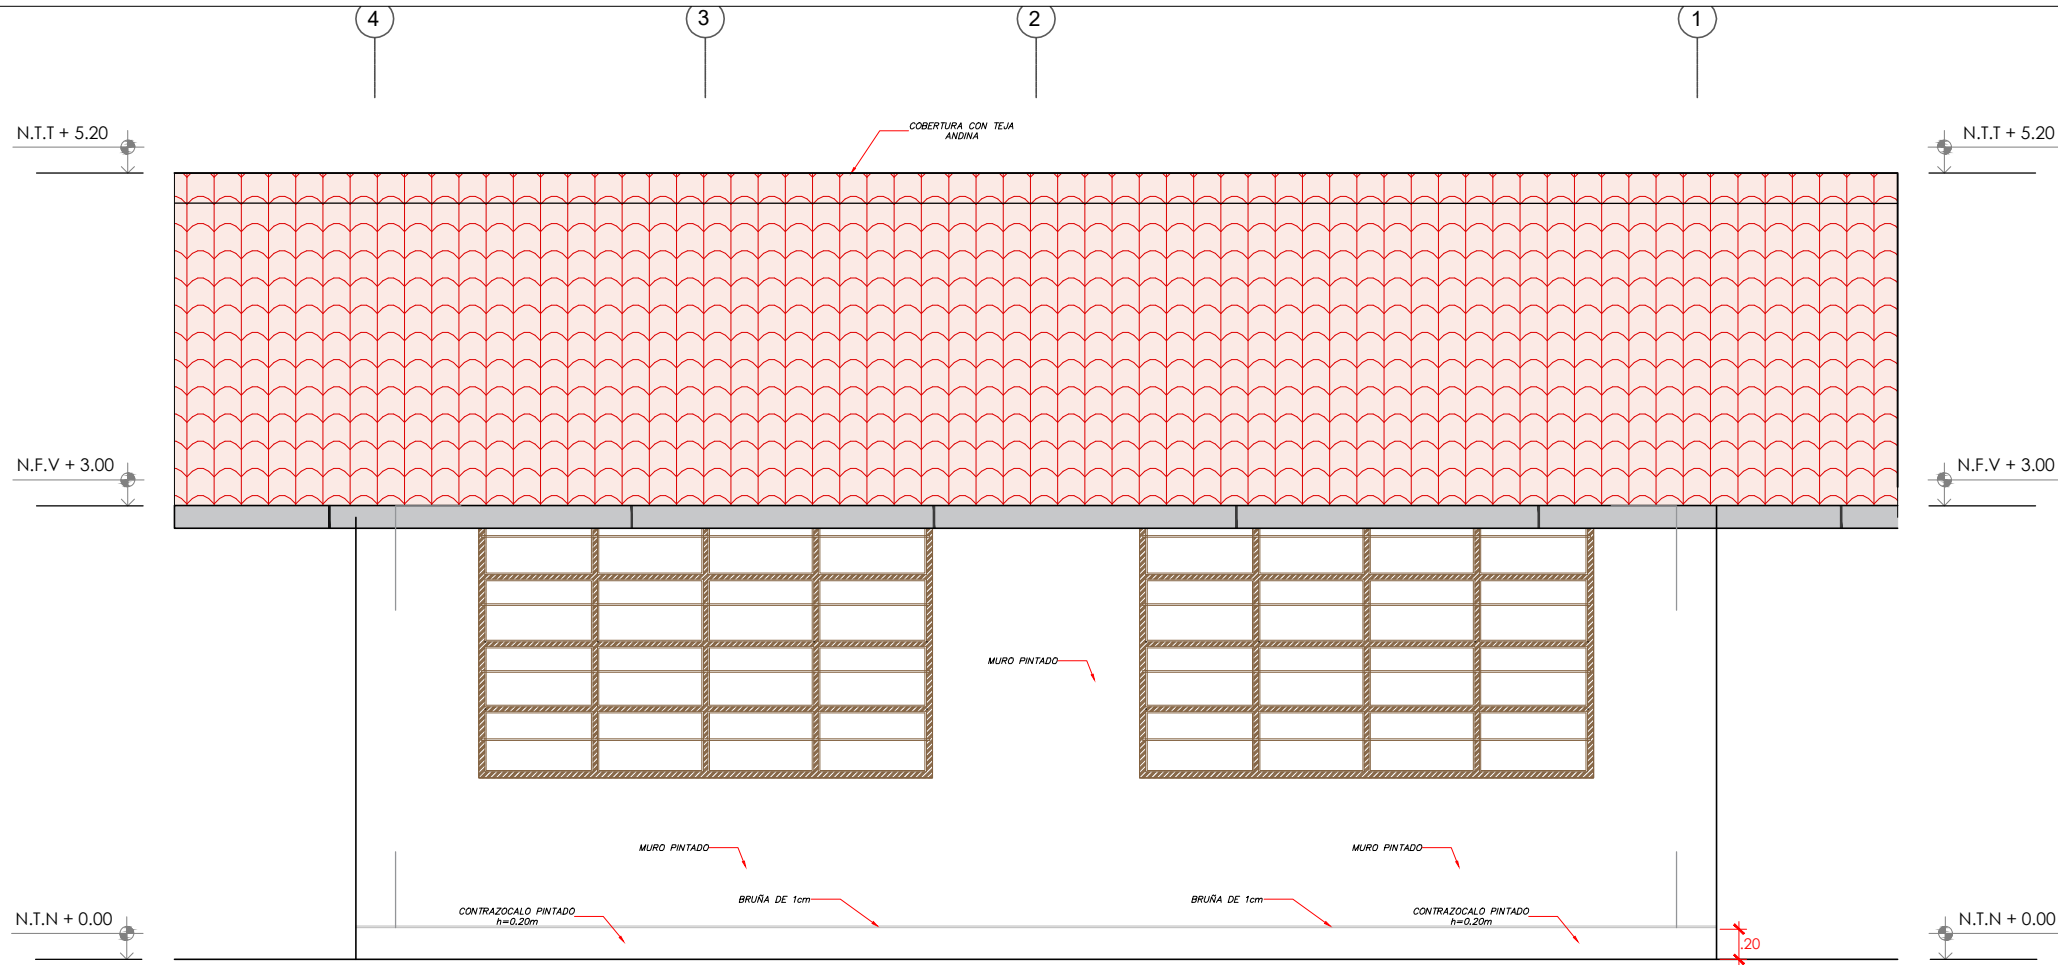 4
3
2
1
COBERTURA CON TEJA
ANDINA
N.T.T + 5.20
N.T.T + 5.20
N.F.V + 3.00
N.F.V + 3.00
MURO PINTADO
MURO PINTADO
MURO PINTADO
BRUÑA DE 1cm
BRUÑA DE 1cm
CONTRAZOCALO PINTADO
h=0.20m
CONTRAZOCALO PINTADO
h=0.20m
N.T.N + 0.00
N.T.N + 0.00
.20